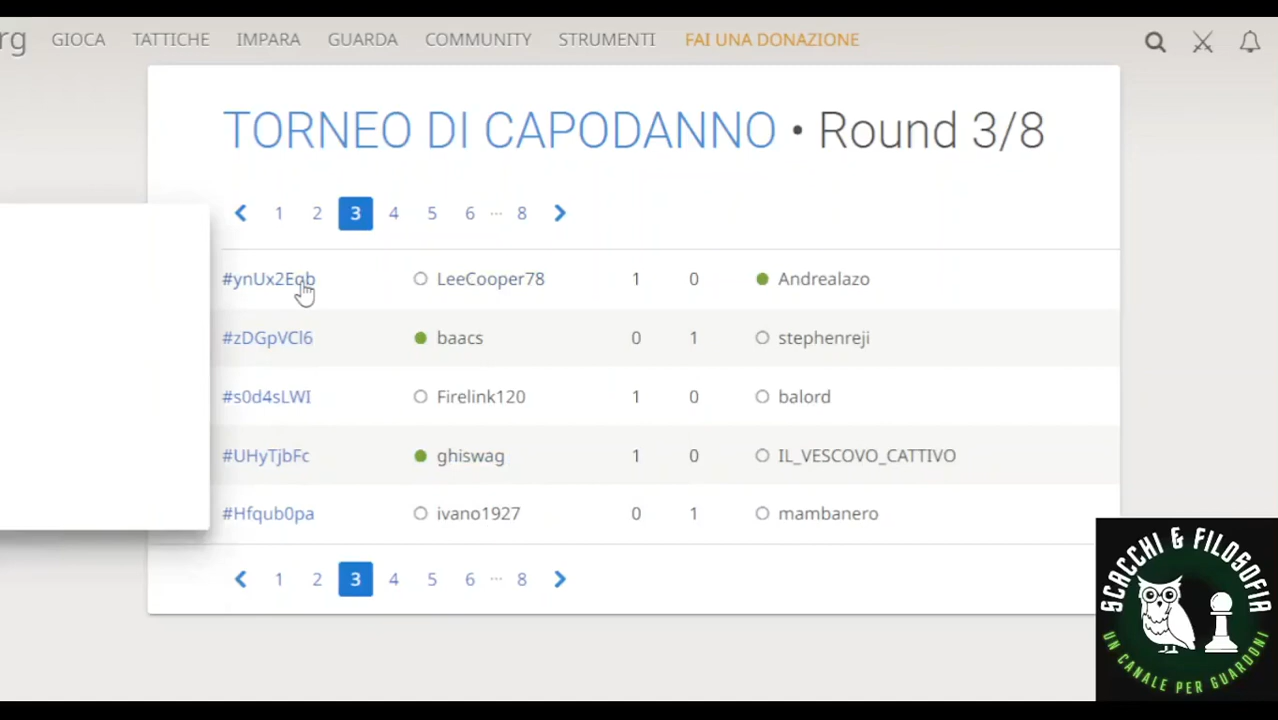 rg GIOCA TATTICHE IMPARA GUARDA COMMUNITY STRUMENTI FAI UNA DONAZIONE
TORNEO DI CAPODANNO • Round 3/8
1 2 3 4 5 6 ... 8
#ynUx2Eqb LeeCooper78 1 0 Andrealazo
#zDGpVCl6 baacs 0 1 stephenreji
#s0d4sLWI Firelink120 1 0 balord
#UHyTjbFc ghiswag 1 0 IL_VESCOVO_CATTIVO
#Hfqub0pa ivano1927 0 1 mambanero
1 2 3 4 5 6 ... 8
SCACCHI & FILOSOFIA
UN CANALE PER GUARDONI